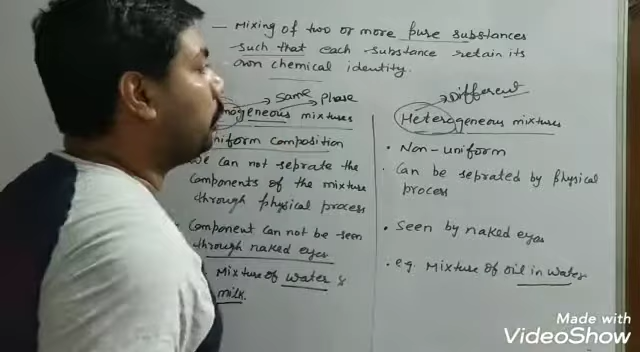 - Mixing of two or more pure substances
such that each substance retain its
own chemical identity.
same phase
mogeneous mixtures
niform composition
we can not seprate the
components of the mixture
through physical process
component can not be seen
through naked eyes
Mixture of water &
milk.
Different
Heterogeneous mixtures
• Non-uniform
• Can be seprated by physical
process
• Seen by naked eyes
• e.g. Mixture of oil in water
Made with
VideoShow